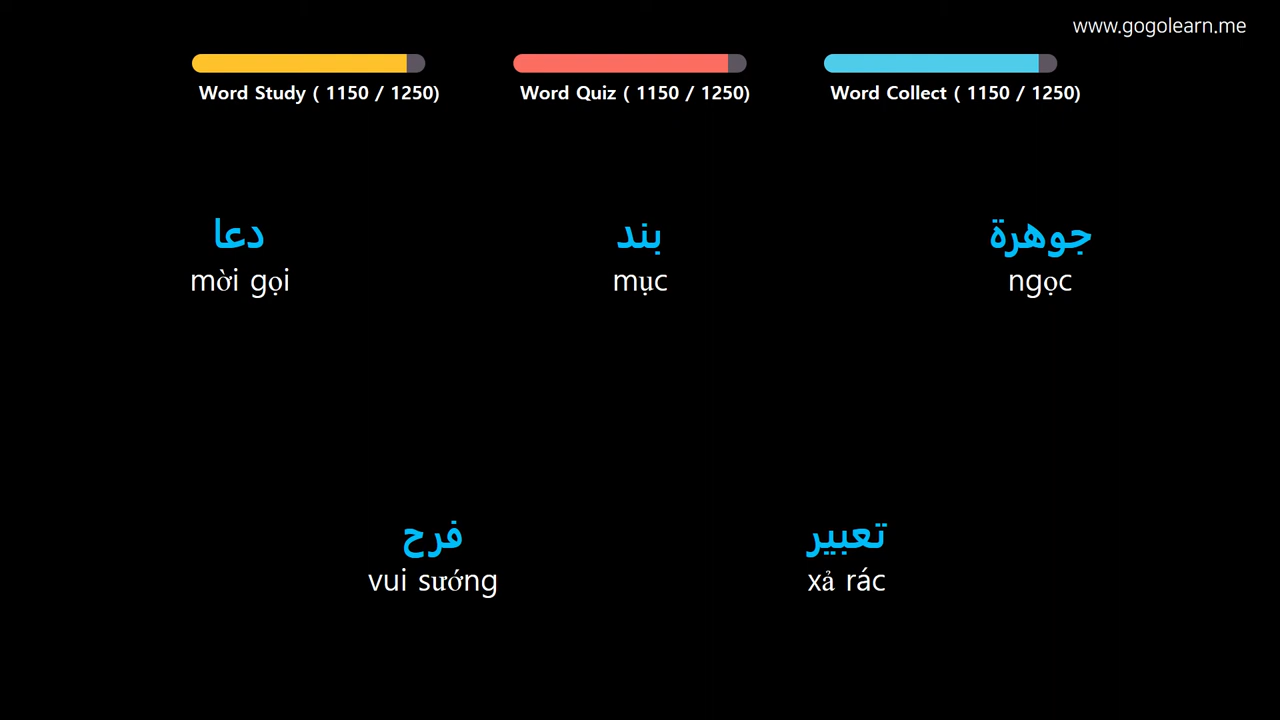 www.gogolearn.me
Word Study ( 1150 / 1250)
Word Quiz ( 1150 / 1250)
Word Collect ( 1150 / 1250)
دعا
mời gọi
بند
mục
جوهرة
ngọc
فرح
vui sướng
تعبير
xả rác